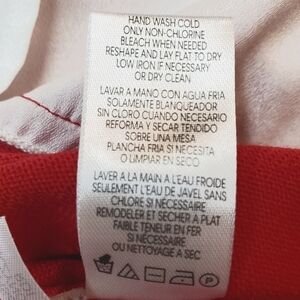 HAND WASH COLD
ONLY NON-CHLORINE
BLEACH WHEN NEEDED
RESHAPE AND LAY FLAT TO DRY
LOW IRON IF NECESSARY
OR DRY CLEAN
LAVAR A MANO CON AGUA FRIA
SOLAMENTE BLANQUEADOR
SIN CLORO CUANDO NECESARIO
REFORMA Y SECAR TENDIDO
SOBRE UNA MESA
PLANCHA FRIA SI NECESITA
O LIMPIAR EN SECO
LAVER A LA MAIN A L'EAU FROIDE
SEULEMENT L'EAU DE JAVEL SANS
CHLORE SI NÉCESSAIRE
REMODELER ET SECHER A PLAT
FAIBLE TENEUR EN FER
SI NÉCESSAIRE
OU NETTOYAGE A SEC
P